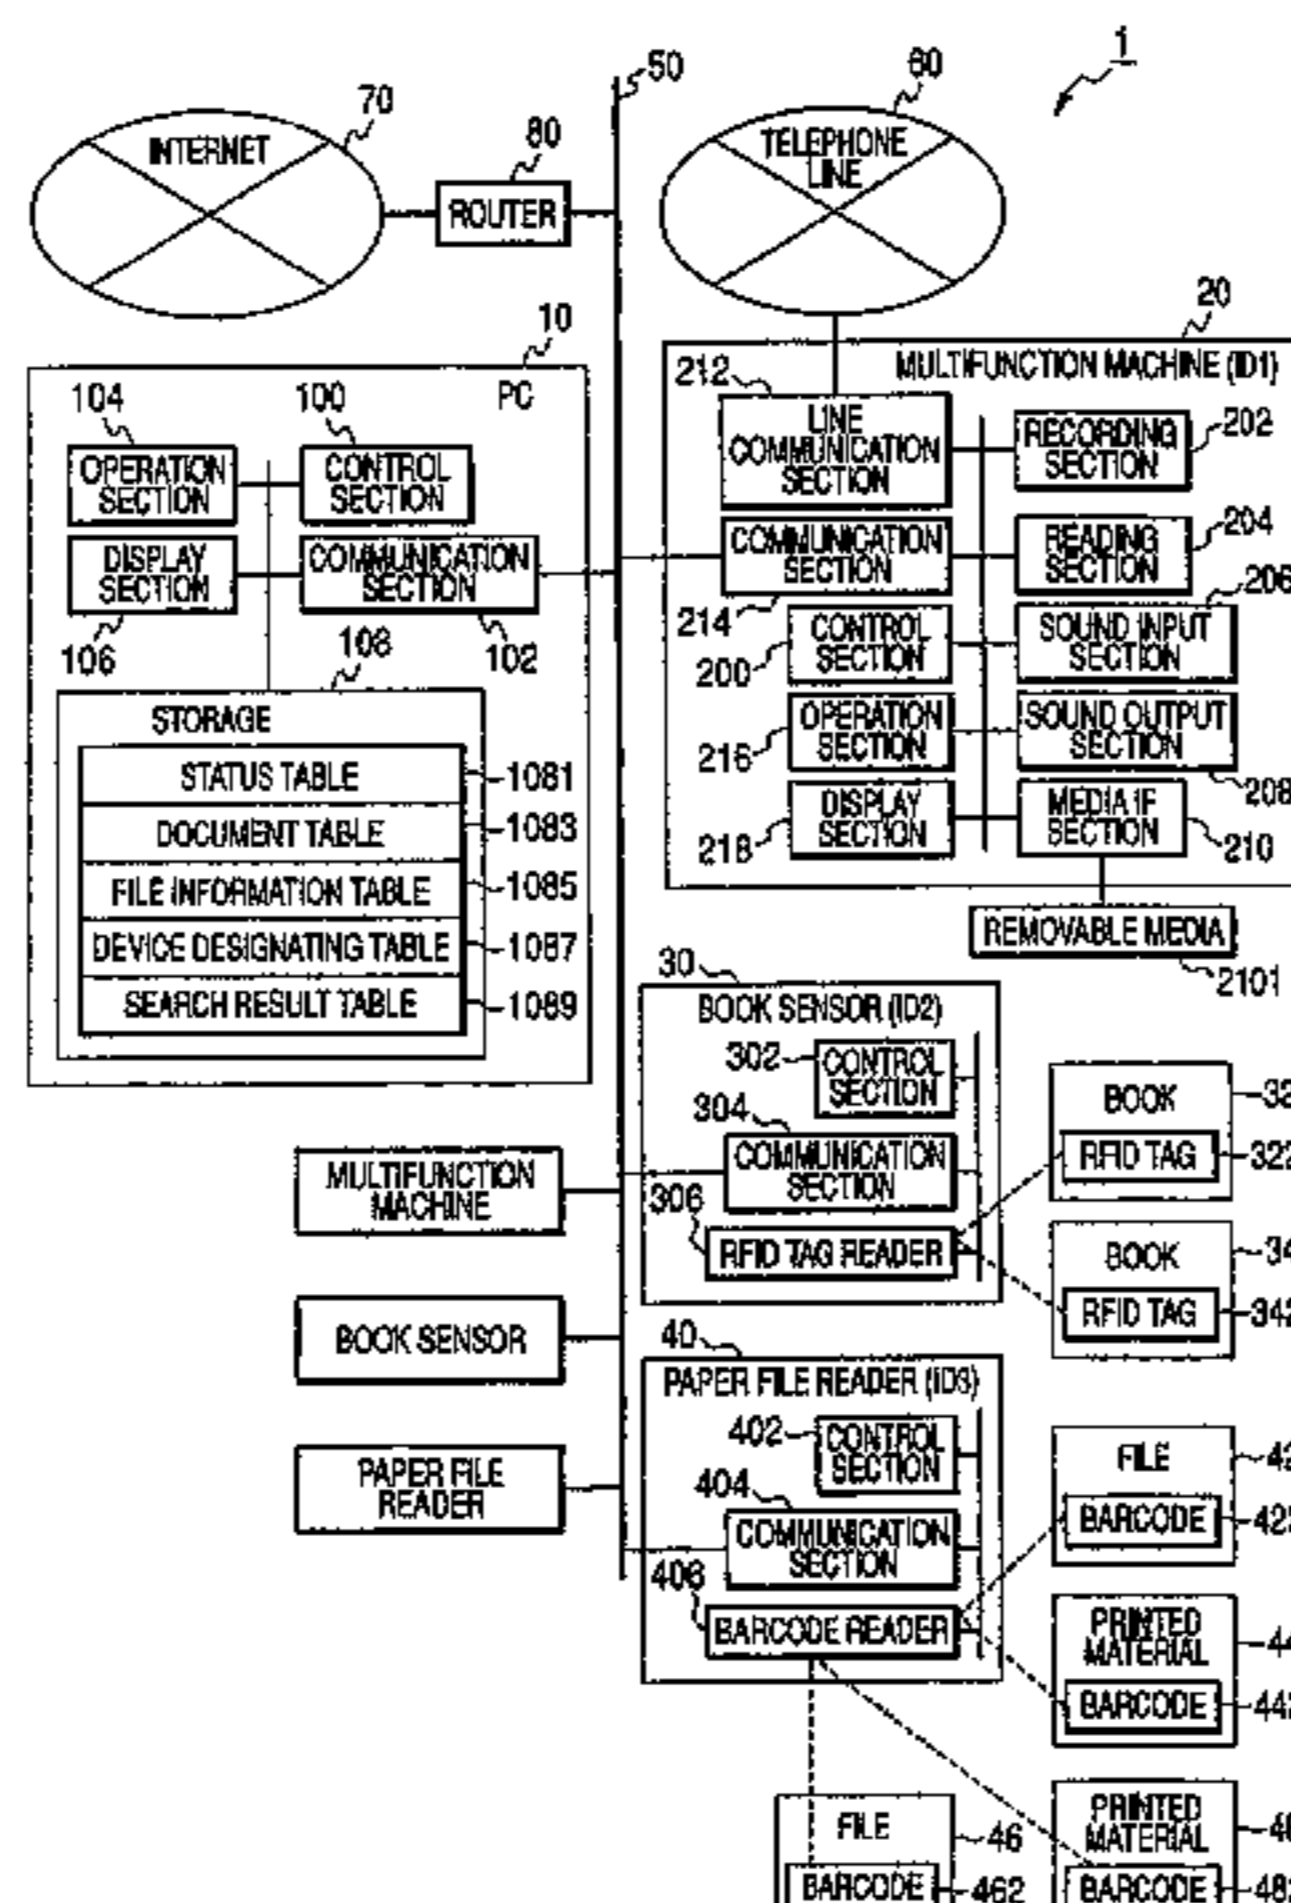 1
50
60
70
INTERNET
80
ROUTER
TELEPHONE
LINE
10
PC
104
100
OPERATION
SECTION
CONTROL
SECTION
DISPLAY
SECTION
COMMUNICATION
SECTION
106
102
108
STORAGE
STATUS TABLE
1081
DOCUMENT TABLE
1083
FILE INFORMATION TABLE
1085
DEVICE DESIGNATING TABLE
1087
SEARCH RESULT TABLE
1089
20
MULTIFUNCTION MACHINE (ID1)
212
LINE
COMMUNICATION
SECTION
RECORDING
SECTION
202
COMMUNICATION
SECTION
214
READING
SECTION
204
CONTROL
SECTION
200
SOUND INPUT
SECTION
206
OPERATION
SECTION
216
SOUND OUTPUT
SECTION
208
DISPLAY
SECTION
218
MEDIA IF
SECTION
210
REMOVABLE MEDIA
2101
30
BOOK SENSOR (ID2)
302
CONTROL
SECTION
304
COMMUNICATION
SECTION
306
RFID TAG READER
BOOK
RFID TAG
BOOK
RFID TAG
MULTIFUNCTION
MACHINE
BOOK SENSOR
PAPER FILE
READER
40
PAPER FILE READER (ID3)
402
CONTROL
SECTION
404
COMMUNICATION
SECTION
406
BARCODE READER
FILE
BARCODE
PRINTED
MATERIAL
BARCODE
FILE
46
BARCODE
462
PRINTED
MATERIAL
BARCODE